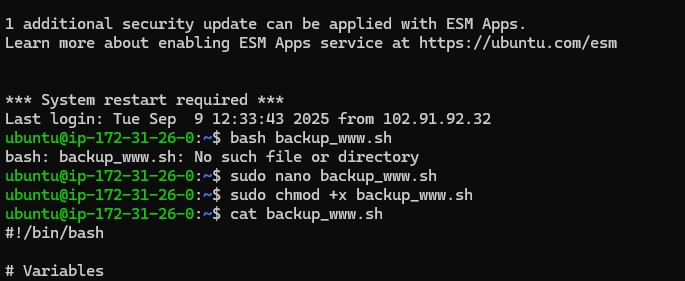 1 additional security update can be applied with ESM Apps.
Learn more about enabling ESM Apps service at https://ubuntu.com/esm
*** System restart required ***
Last login: Tue Sep  9 12:33:43 2025 from 102.91.92.32
ubuntu@ip-172-31-26-0:~$ bash backup_www.sh
bash: backup_www.sh: No such file or directory
ubuntu@ip-172-31-26-0:~$ sudo nano backup_www.sh
ubuntu@ip-172-31-26-0:~$ sudo chmod +x backup_www.sh
ubuntu@ip-172-31-26-0:~$ cat backup_www.sh
#!/bin/bash
# Variables